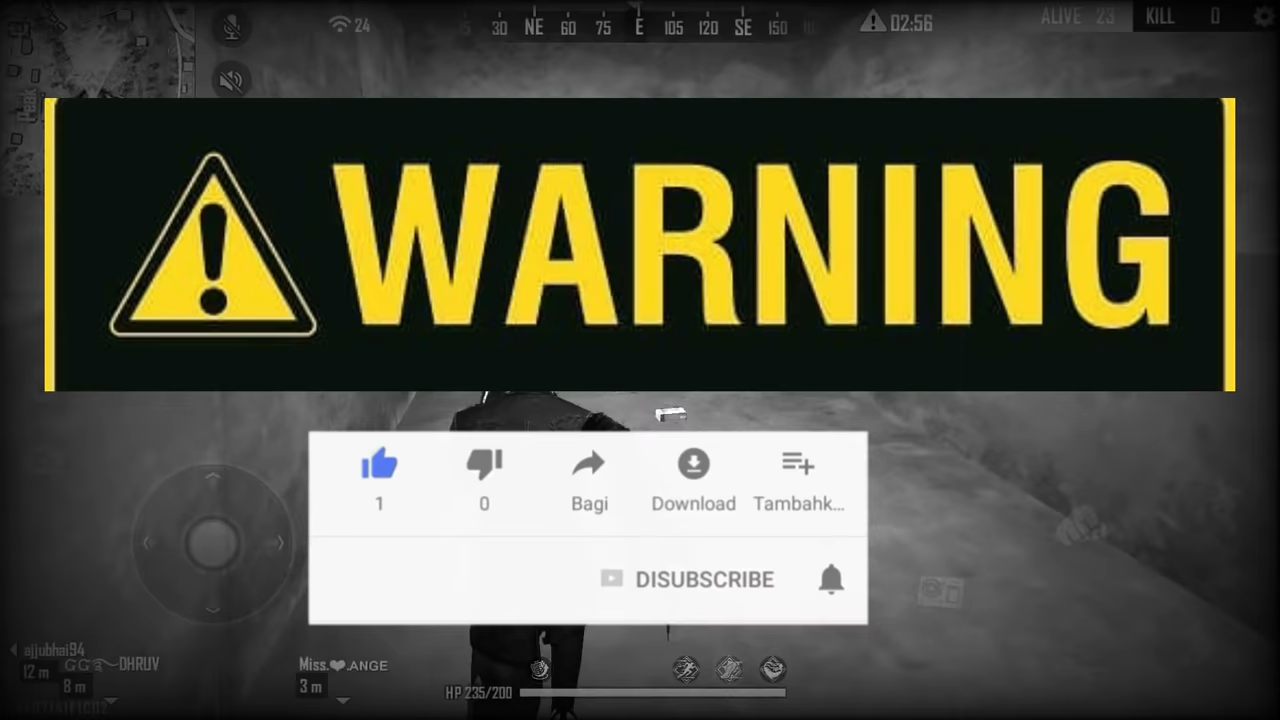 24
30 NE 60 75 E 105 120 SE 150
02:56
ALIVE 23 KILL 0
Peak
WARNING
1 0 Bagi Download Tambahk...
DISUBSCRIBE
ajjubhai94
12 m
DHRUV
8 m
Miss.❤.ANGE
3 m
HP 235/200